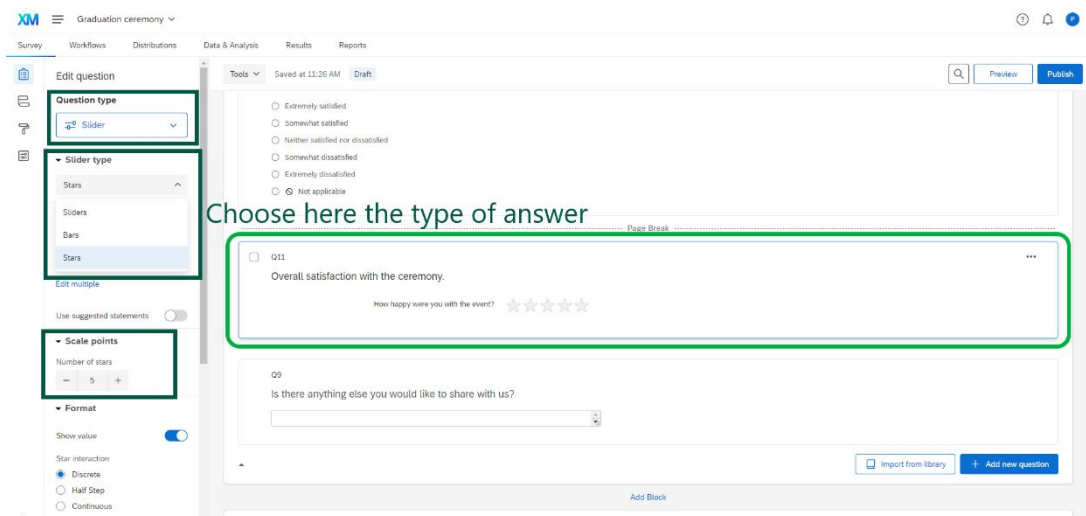 XM Graduation ceremony
Survey Workflows Distributions Data & Analysis Results Reports
Edit question
Question type
Slider
Slider type
Stars
Sliders
Bars
Stars
Edit multiple
Use suggested statements
Scale points
Number of stars
− 5 +
Format
Show value
Star interaction
Discrete
Half Step
Continuous
Tools Saved at 11:26 AM Draft Preview Publish
Extremely satisfied
Somewhat satisfied
Neither satisfied nor dissatisfied
Somewhat dissatisfied
Extremely dissatisfied
Not applicable
Choose here the type of answer
Page Break
Q11
Overall satisfaction with the ceremony.
How happy were you with the event?
Q9
Is there anything else you would like to share with us?
Import from library + Add new question
Add Block